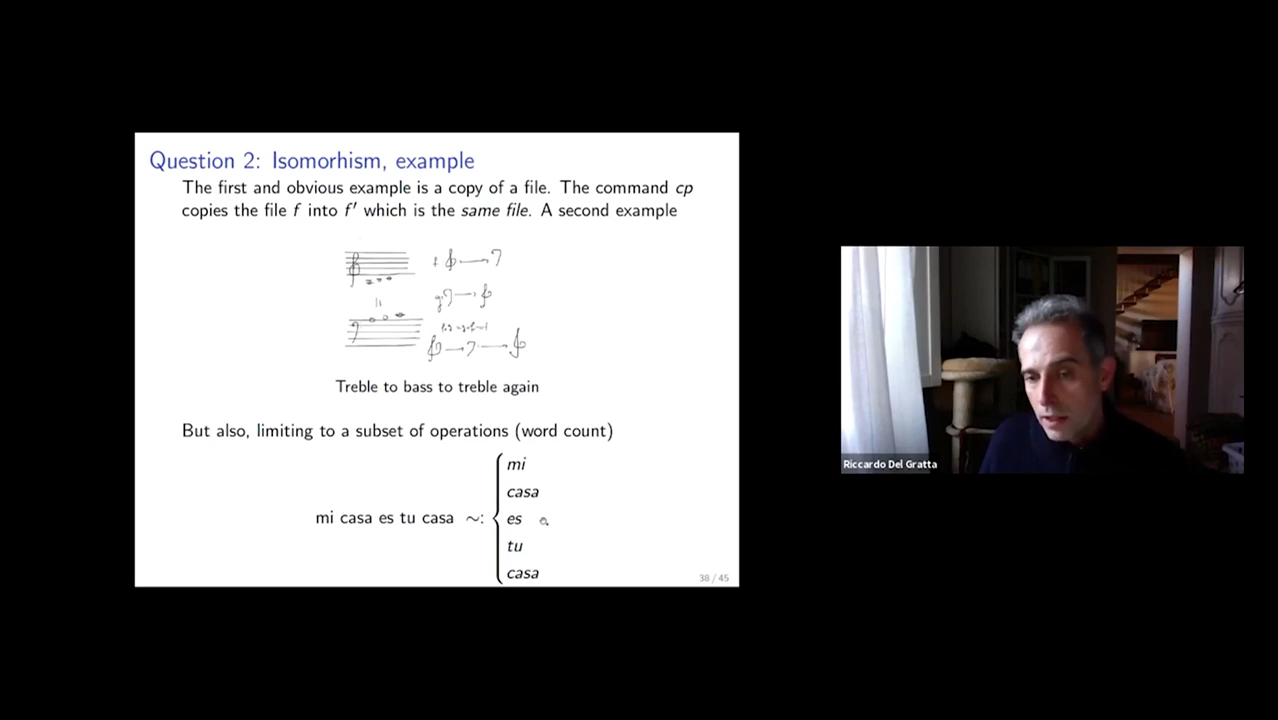 Question 2: Isomorhism, example
The first and obvious example is a copy of a file. The command cp
copies the file f into f′ which is the same file. A second example
Treble to bass to treble again
But also, limiting to a subset of operations (word count)
mi casa es tu casa ∼:
mi
casa
es
tu
casa
38 / 45
Riccardo Del Gratta